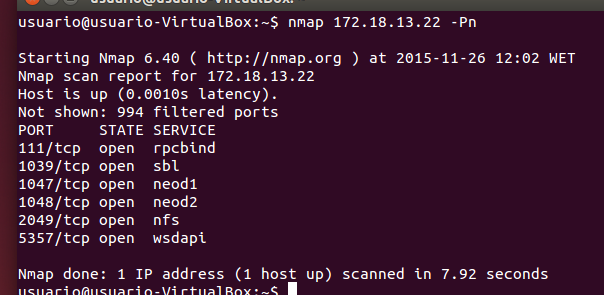 usuario@usuario-VirtualBox:~$ nmap 172.18.13.22 -Pn
Starting Nmap 6.40 ( http://nmap.org ) at 2015-11-26 12:02 WET
Nmap scan report for 172.18.13.22
Host is up (0.0010s latency).
Not shown: 994 filtered ports
PORT     STATE SERVICE
111/tcp  open  rpcbind
1039/tcp open  sbl
1047/tcp open  neod1
1048/tcp open  neod2
2049/tcp open  nfs
5357/tcp open  wsdapi
Nmap done: 1 IP address (1 host up) scanned in 7.92 seconds
usuario@usuario-VirtualBox:~$